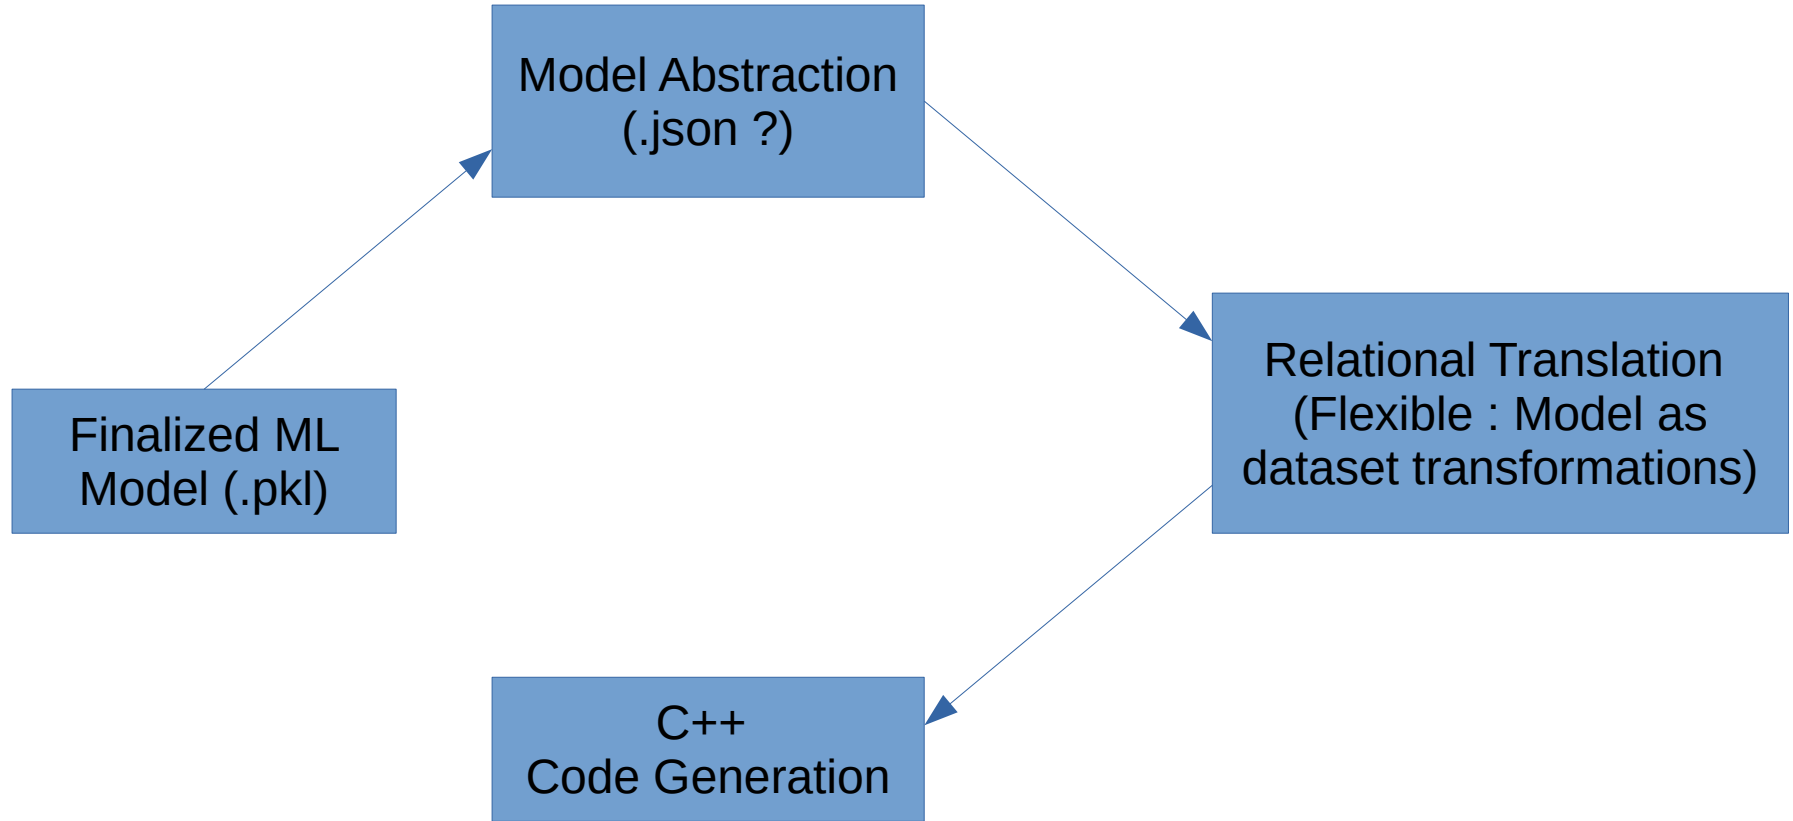 Model Abstraction
(.json ?)
Relational Translation
(Flexible : Model as
dataset transformations)
Finalized ML
Model (.pkl)
C++
Code Generation